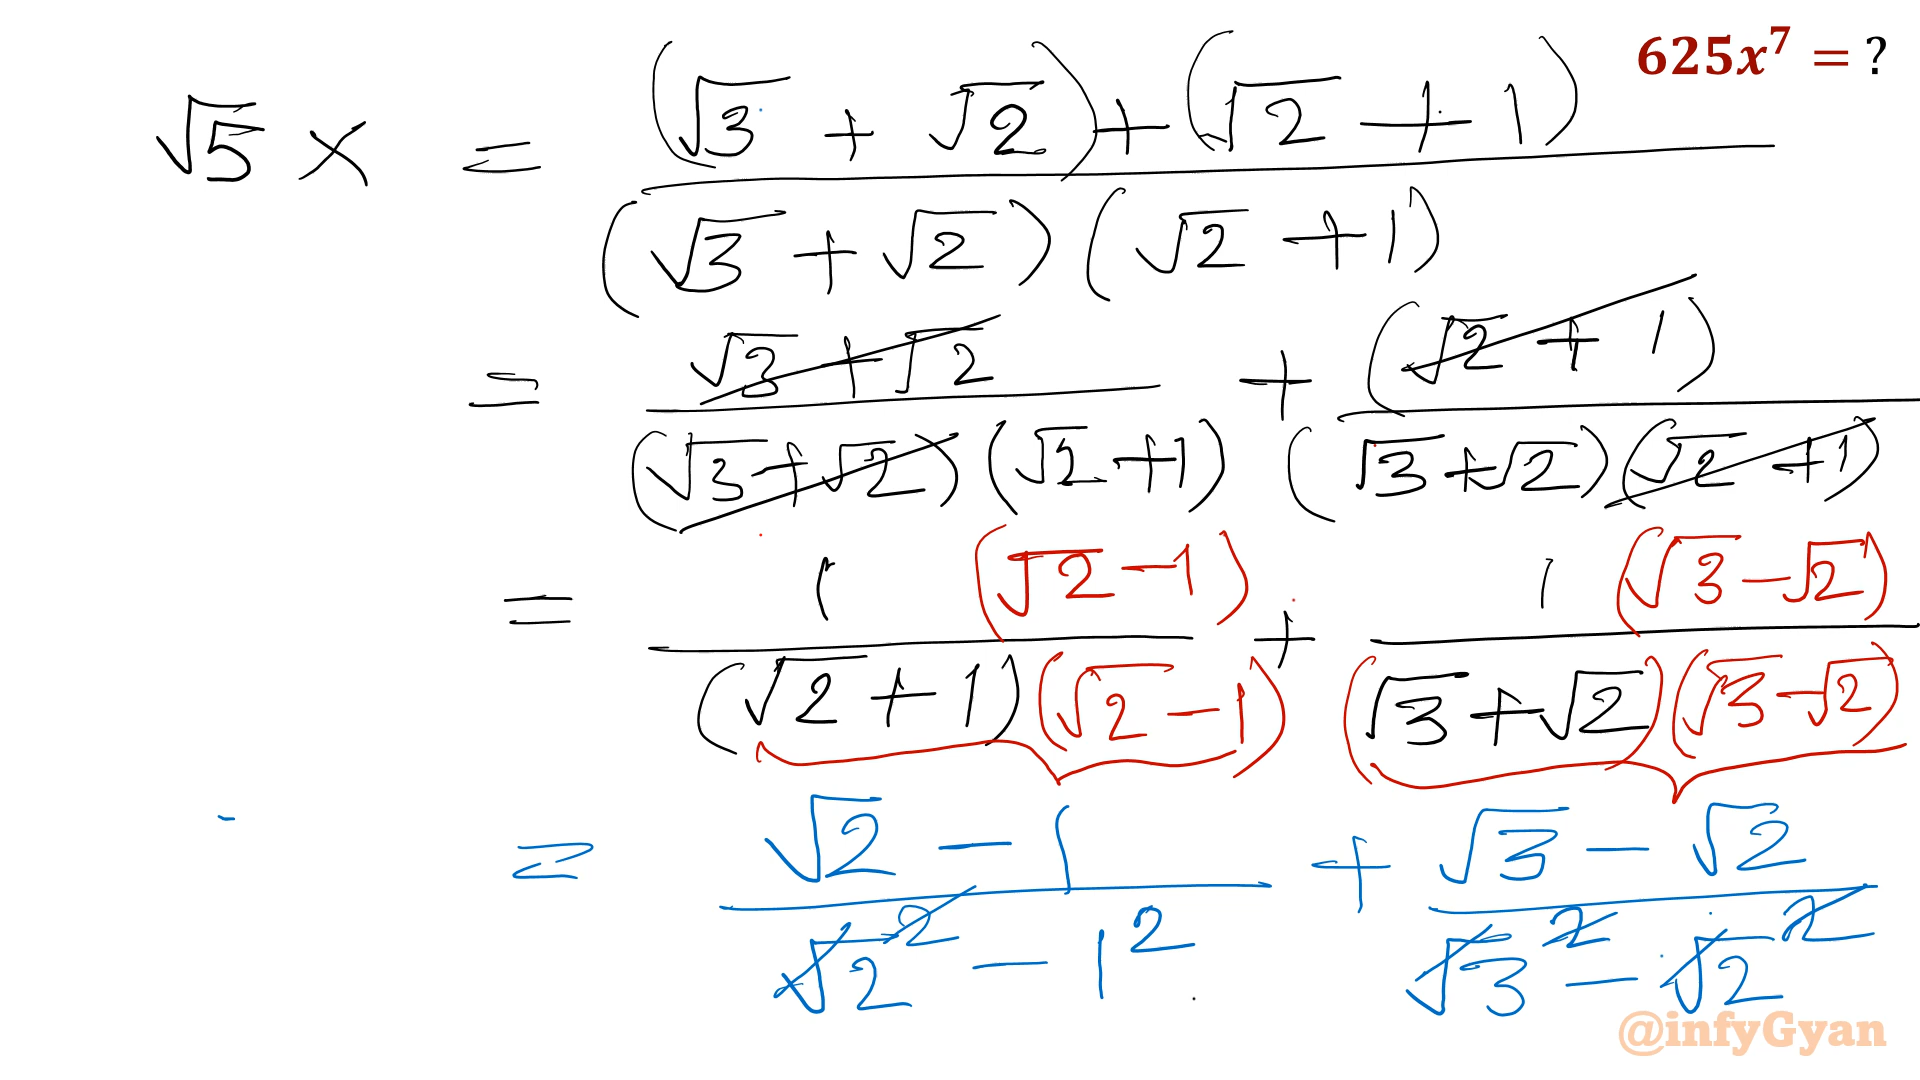 625x⁷ = ?
√5 x = ((√3 + √2) + (√2 + 1)) / ((√3 + √2)(√2 + 1))
= (√3 + √2) / ((√3 + √2)(√2 + 1)) + (√2 + 1) / ((√3 + √2)(√2 + 1))
= 1 (√2 − 1) / ((√2 + 1)(√2 − 1)) + 1 (√3 − √2) / ((√3 + √2)(√3 − √2))
= (√2 − 1) / (√2² − 1²) + (√3 − √2) / (√3² − √2²)
@infyGyan